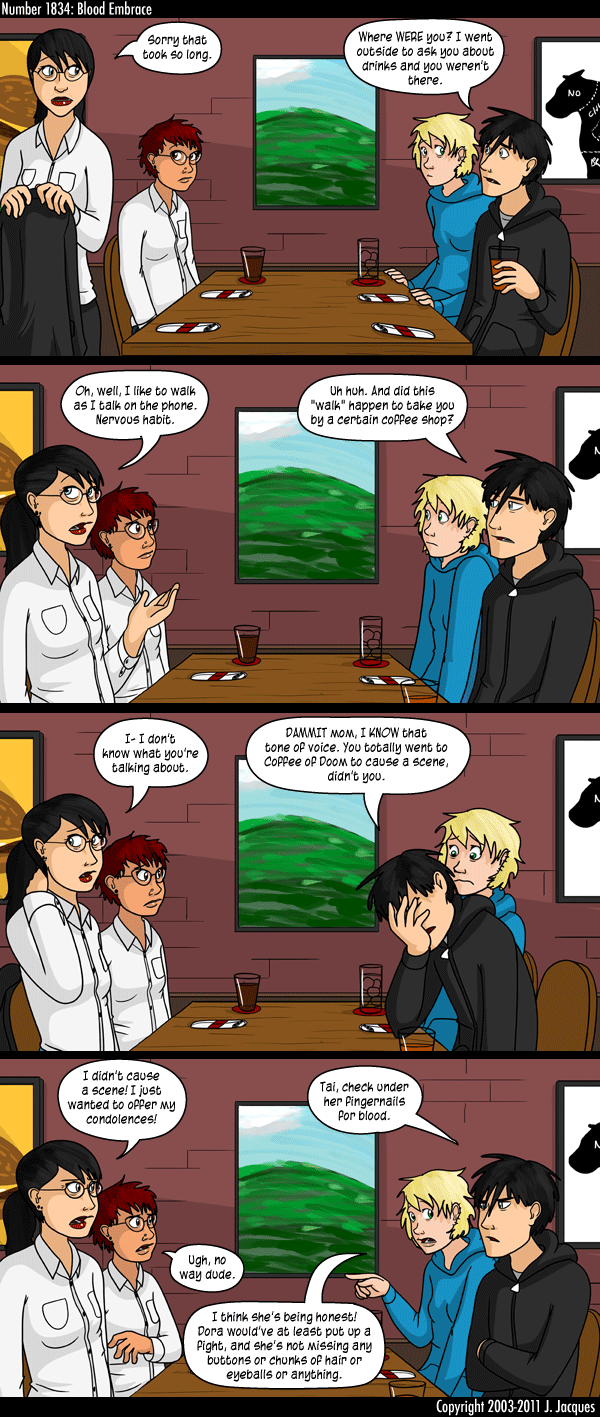 Number 1834: Blood Embrace
Sorry that
took so long.
Where WERE you? I went
outside to ask you about
drinks and you weren't
there.
NO
Oh, well, I like to walk
as I talk on the phone.
Nervous habit.
Uh huh. And did this
"walk" happen to take you
by a certain coffee shop?
I- I don't
know what you're
talking about.
DAMMIT mom, I KNOW that
tone of voice. You totally went to
Coffee of Doom to cause a scene,
didn't you.
I didn't cause
a scene! I just
wanted to offer my
condolences!
Tai, check under
her fingernails
for blood.
Ugh, no
way dude.
I think she's being honest!
Dora would've at least put up a
fight, and she's not missing any
buttons or chunks of hair or
eyeballs or anything.
Copyright 2003-2011 J. Jacques